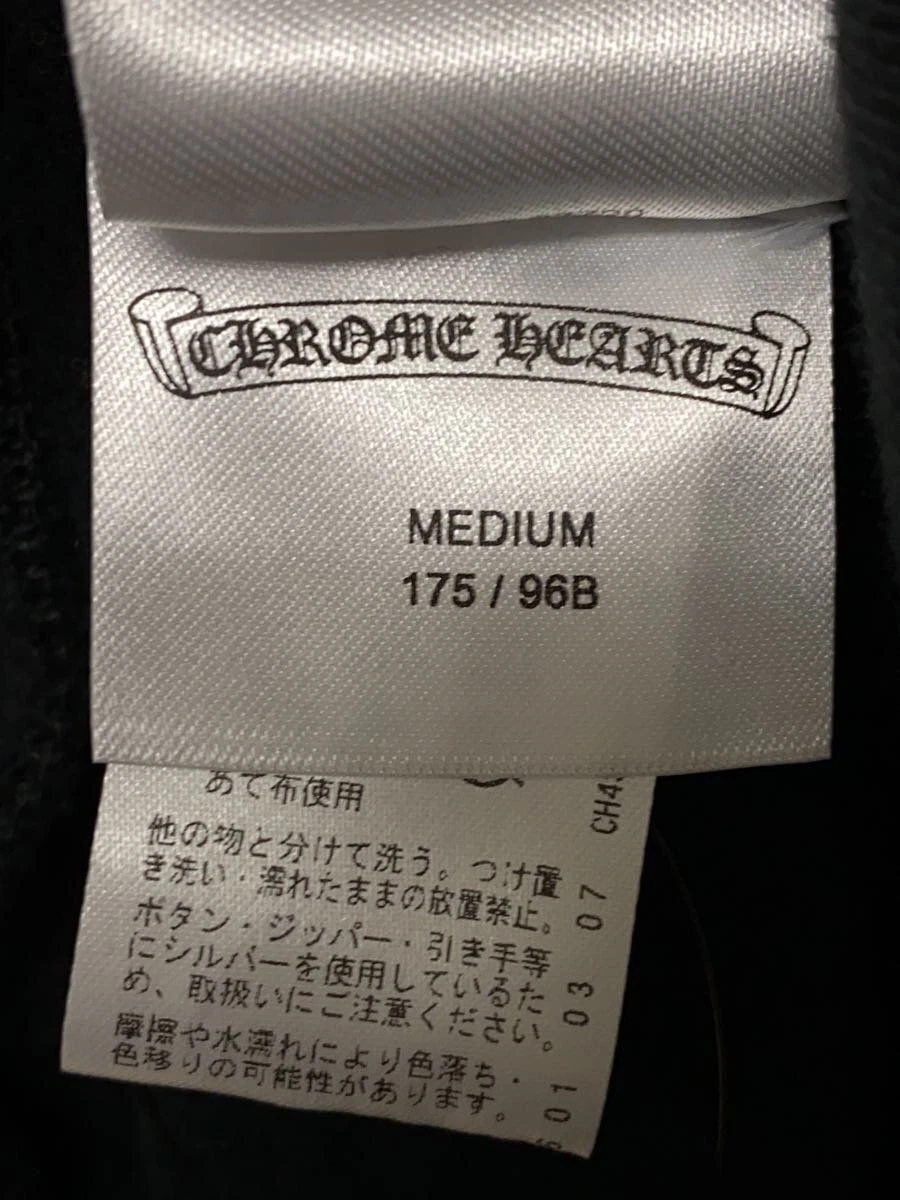 CHROME HEARTS
MEDIUM
175 / 96B
あて布使用
他の物と分けて洗う。つけ置
き洗い・濡れたままの放置禁止。
ボタン・ジッパー・引き手等
にシルバーを使用しているた
め、取扱いにご注意ください。
摩擦や水濡れにより色落ち・
色移りの可能性があります。
01 03 07